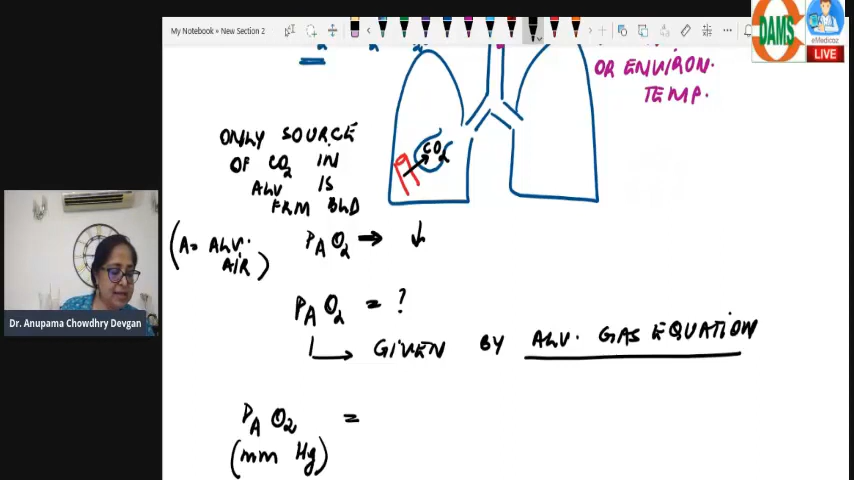 My Notebook » New Section 2
DAMS
eMedicoz
LIVE
OR ENVIRON.
TEMP.
ONLY SOURCE
OF CO2 IN
ALV IS
FRM BLD
CO2
(A= ALV.
AIR)
PAO2 → ↓
PAO2 = ?
GIVEN BY ALV. GAS EQUATION
PAO2 =
(mm Hg)
Dr. Anupama Chowdhry Devgan